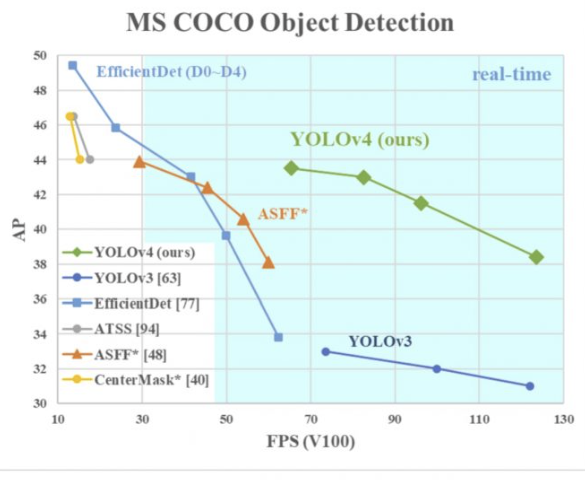 MS COCO Object Detection
50
48
46
44
42
40
38
36
34
32
30
AP
EfficientDet (D0~D4)
real-time
YOLOv4 (ours)
ASFF*
YOLOv3
YOLOv4 (ours)
YOLOv3 [63]
EfficientDet [77]
ATSS [94]
ASFF* [48]
CenterMask* [40]
10 30 50 70 90 110 130
FPS (V100)